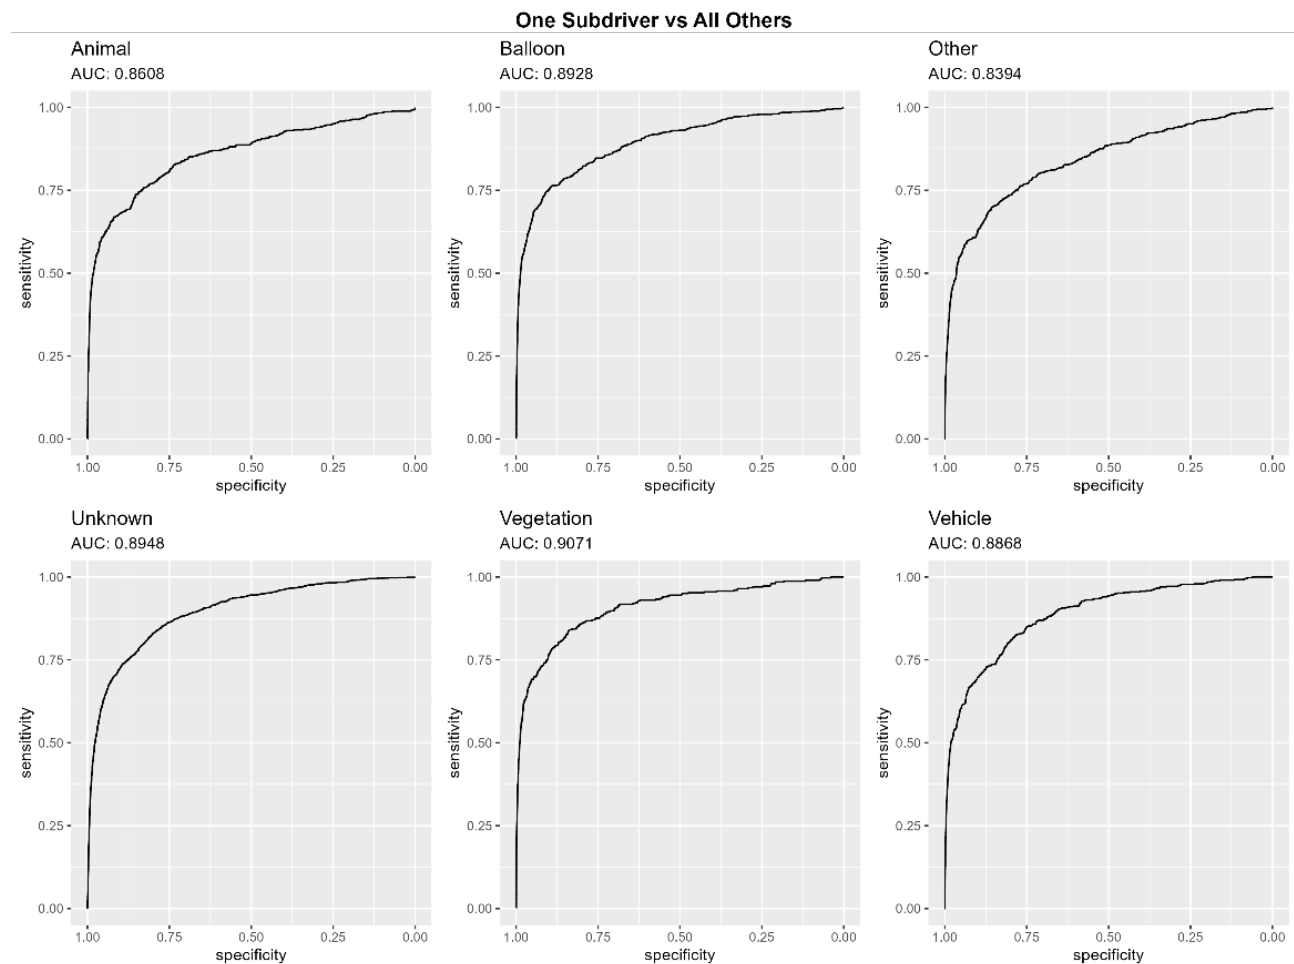 One Subdriver vs All Others
Animal
AUC: 0.8608
1.00
0.75
0.50
0.25
0.00
sensitivity
1.00 0.75 0.50 0.25 0.00
specificity
Balloon
AUC: 0.8928
1.00
0.75
0.50
0.25
0.00
sensitivity
1.00 0.75 0.50 0.25 0.00
specificity
Other
AUC: 0.8394
1.00
0.75
0.50
0.25
0.00
sensitivity
1.00 0.75 0.50 0.25 0.00
specificity
Unknown
AUC: 0.8948
1.00
0.75
0.50
0.25
0.00
sensitivity
1.00 0.75 0.50 0.25 0.00
specificity
Vegetation
AUC: 0.9071
1.00
0.75
0.50
0.25
0.00
sensitivity
1.00 0.75 0.50 0.25 0.00
specificity
Vehicle
AUC: 0.8868
1.00
0.75
0.50
0.25
0.00
sensitivity
1.00 0.75 0.50 0.25 0.00
specificity